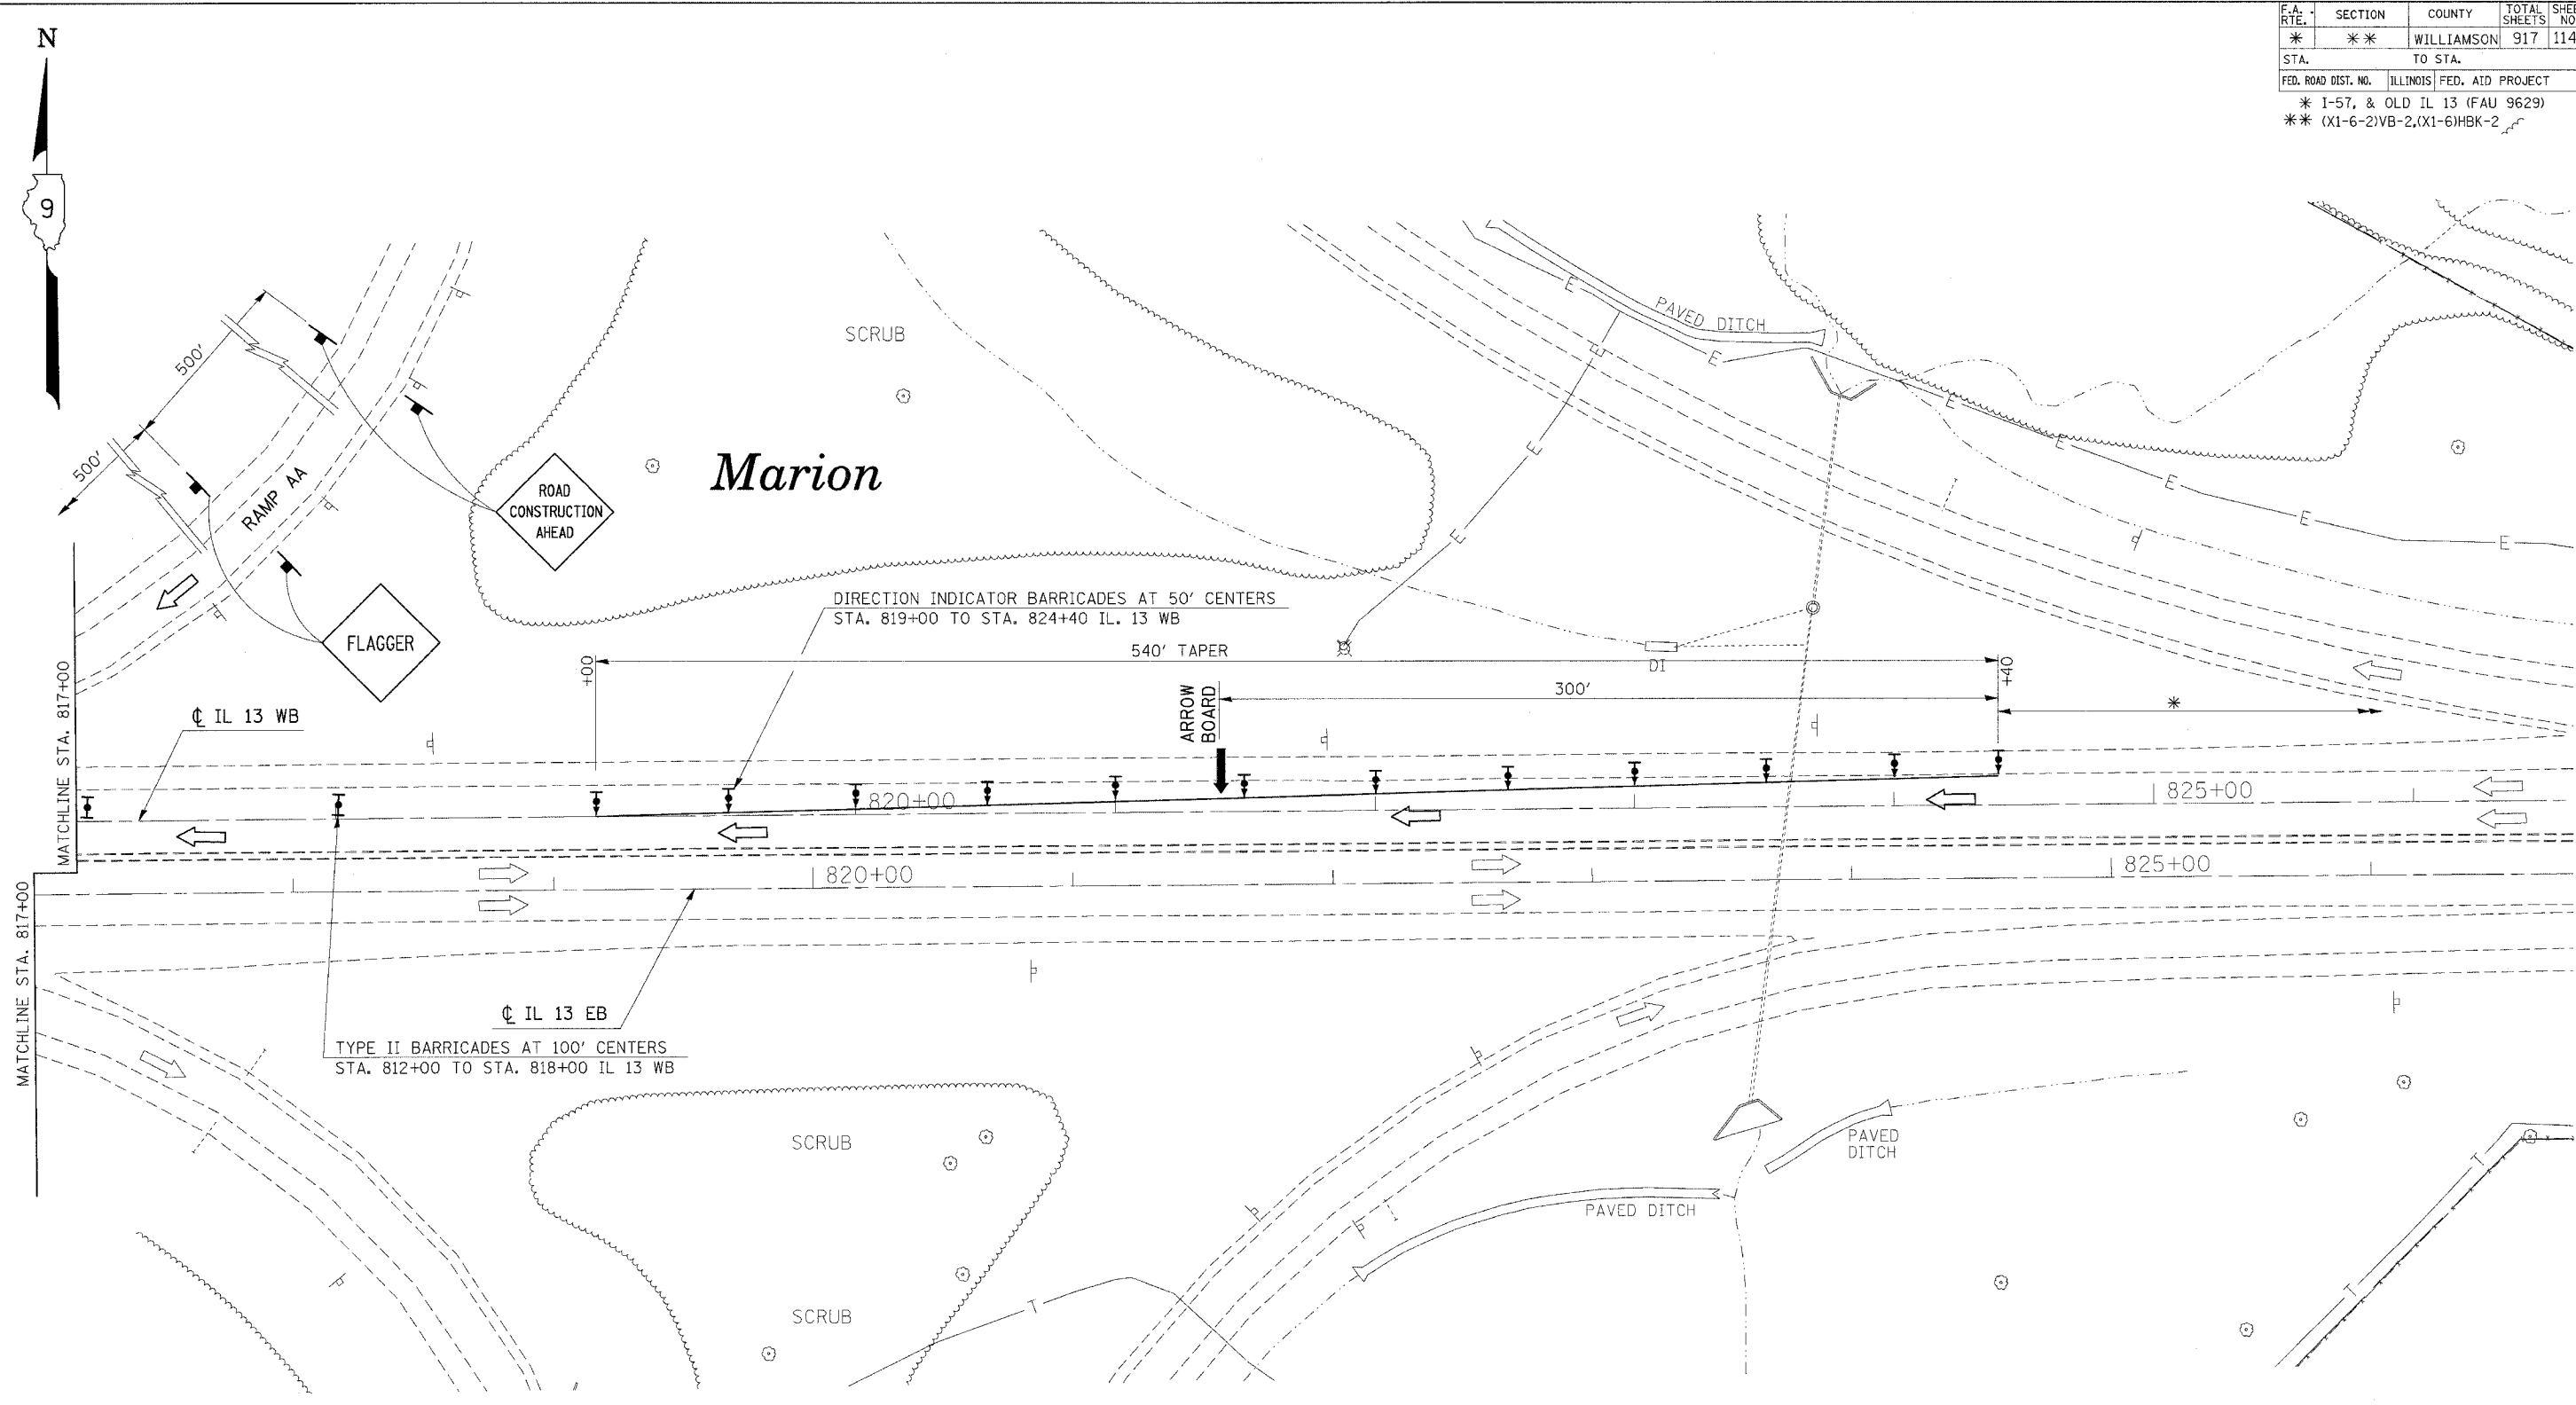 F.A. RTE. SECTION COUNTY TOTAL SHEETS
* ** WILLIAMSON 917 114
STA. TO STA.
FED. ROAD DIST. NO. ILLINOIS FED. AID PROJECT
* I-57, & OLD IL 13 (FAU 9629)
** (X1-6-2)VB-2,(X1-6)HBK-2
N
9
500'
500'
RAMP AA
ROAD
CONSTRUCTION
AHEAD
FLAGGER
SCRUB
Marion
PAVED DITCH
E
E
E
E
E
E
E
E
E
E
E
DIRECTION INDICATOR BARRICADES AT 50' CENTERS
STA. 819+00 TO STA. 824+40 IL. 13 WB
540' TAPER
DI
+00
+40
300'
*
ARROW
BOARD
MATCHLINE STA. 817+00
℄ IL 13 WB
820+00
825+00
820+00
825+00
MATCHLINE STA. 817+00
℄ IL 13 EB
TYPE II BARRICADES AT 100' CENTERS
STA. 812+00 TO STA. 818+00 IL 13 WB
SCRUB
SCRUB
PAVED
DITCH
PAVED DITCH
T
T
T